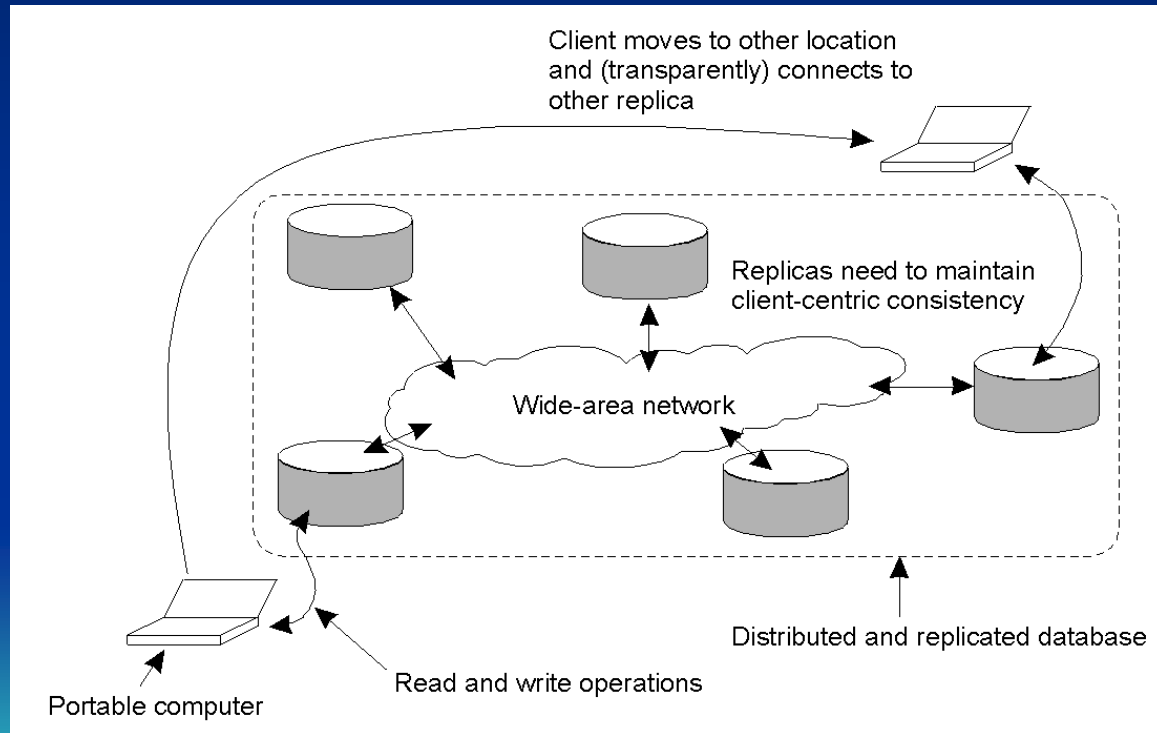 Client moves to other location
and (transparently) connects to
other replica
Replicas need to maintain
client-centric consistency
Wide-area network
Distributed and replicated database
Read and write operations
Portable computer